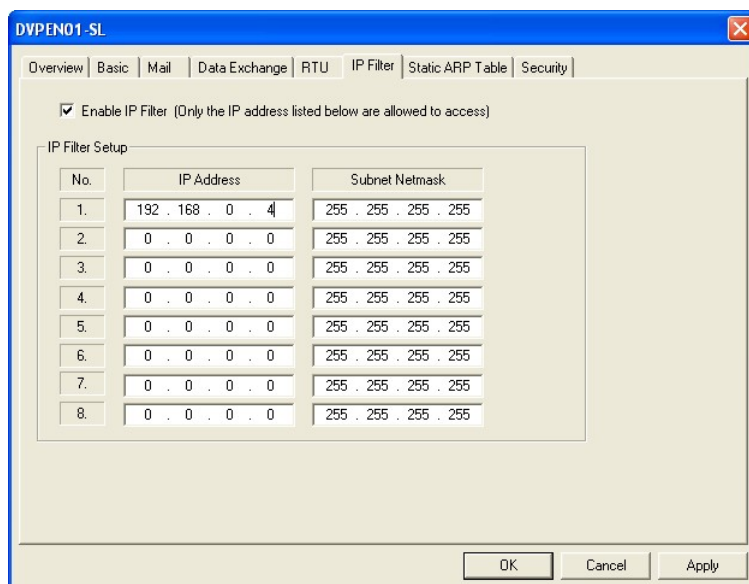 DVPEN01-SL
Overview Basic Mail Data Exchange RTU IP Filter Static ARP Table Security
Enable IP Filter (Only the IP address listed below are allowed to access)
IP Filter Setup
No. IP Address Subnet Netmask
1. 192 . 168 . 0 . 4 255 . 255 . 255 . 255
2. 0 . 0 . 0 . 0 255 . 255 . 255 . 255
3. 0 . 0 . 0 . 0 255 . 255 . 255 . 255
4. 0 . 0 . 0 . 0 255 . 255 . 255 . 255
5. 0 . 0 . 0 . 0 255 . 255 . 255 . 255
6. 0 . 0 . 0 . 0 255 . 255 . 255 . 255
7. 0 . 0 . 0 . 0 255 . 255 . 255 . 255
8. 0 . 0 . 0 . 0 255 . 255 . 255 . 255
OK Cancel Apply